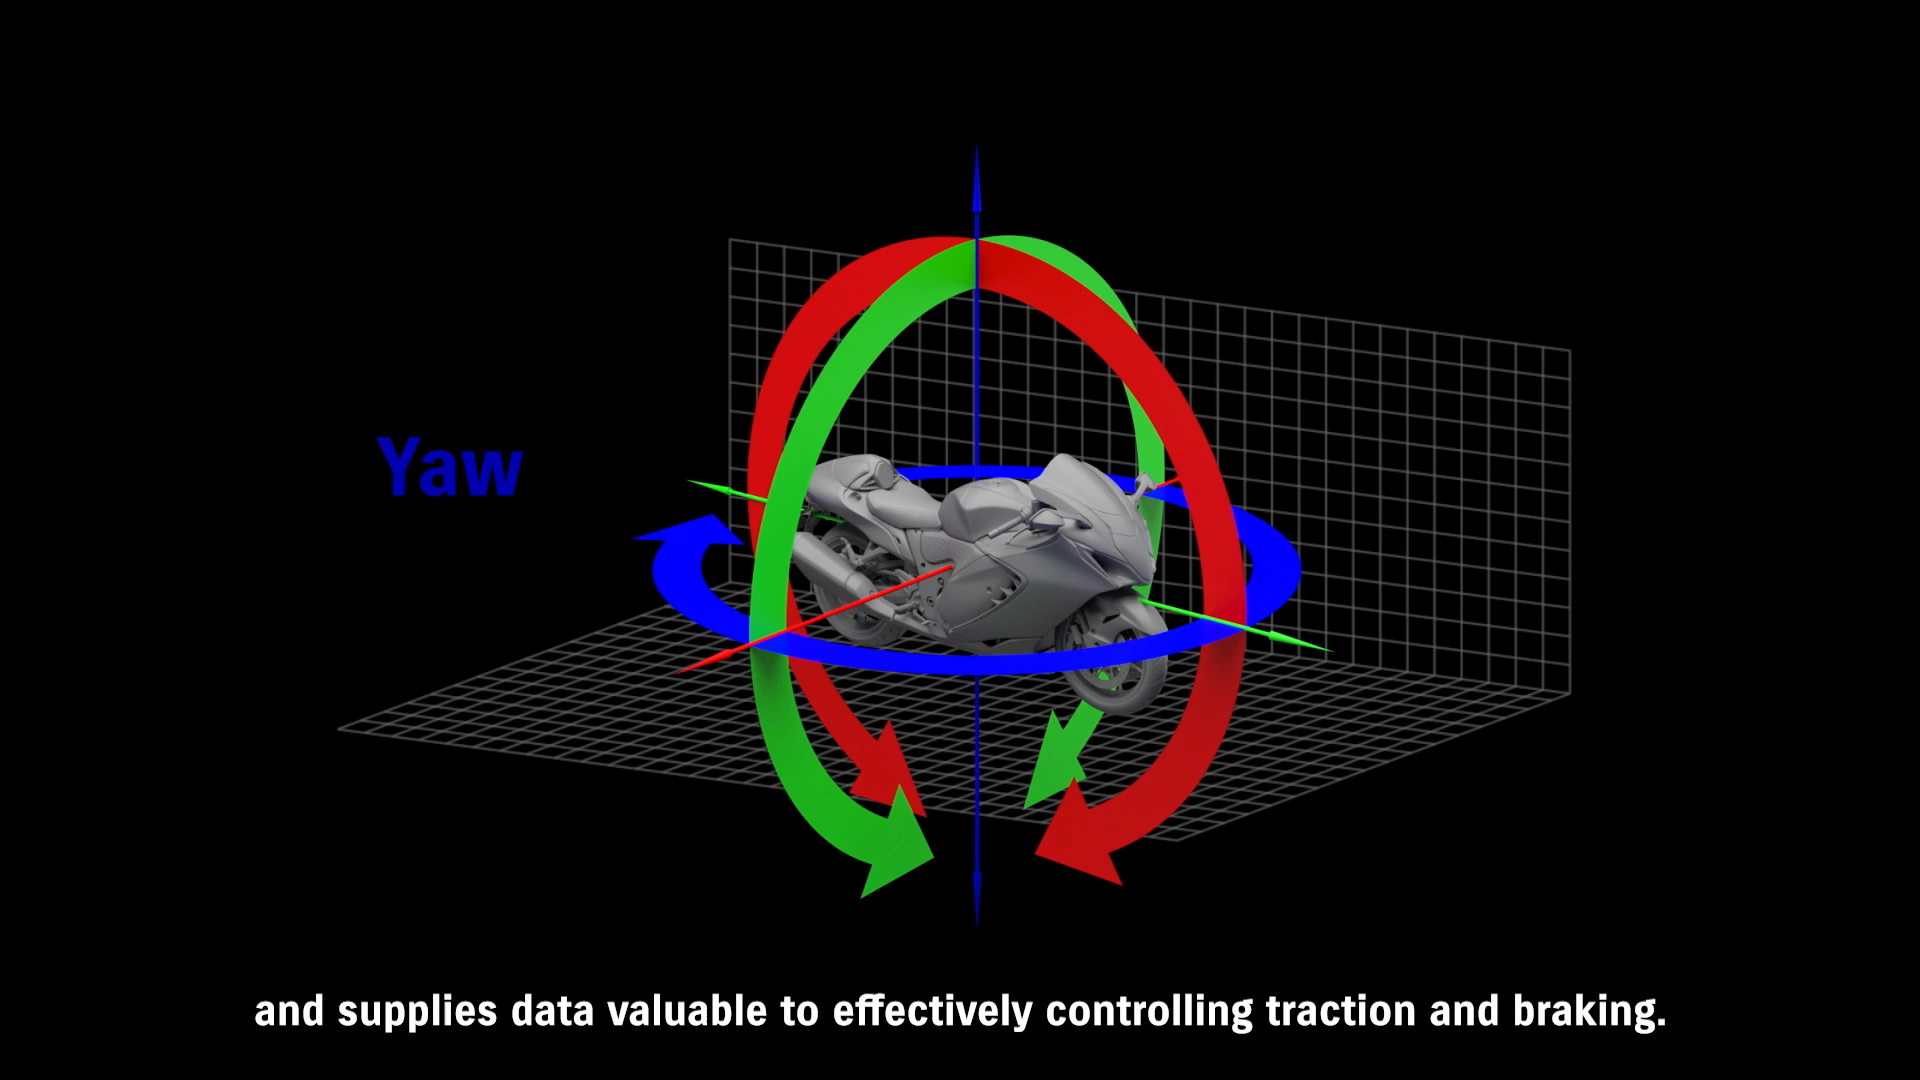 Yaw
and supplies data valuable to effectively controlling traction and braking.